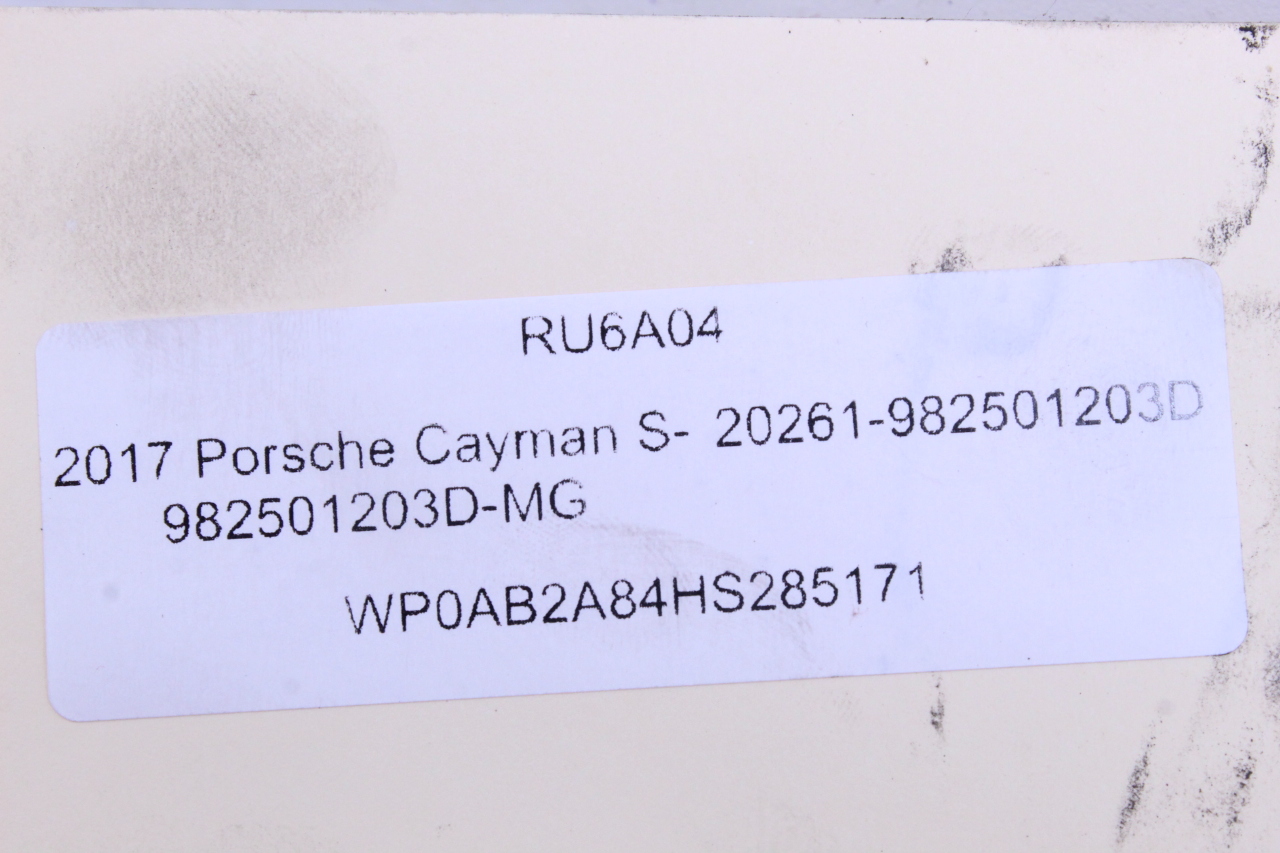 RU6A04
2017 Porsche Cayman S- 20261-982501203D
982501203D-MG
WP0AB2A84HS285171